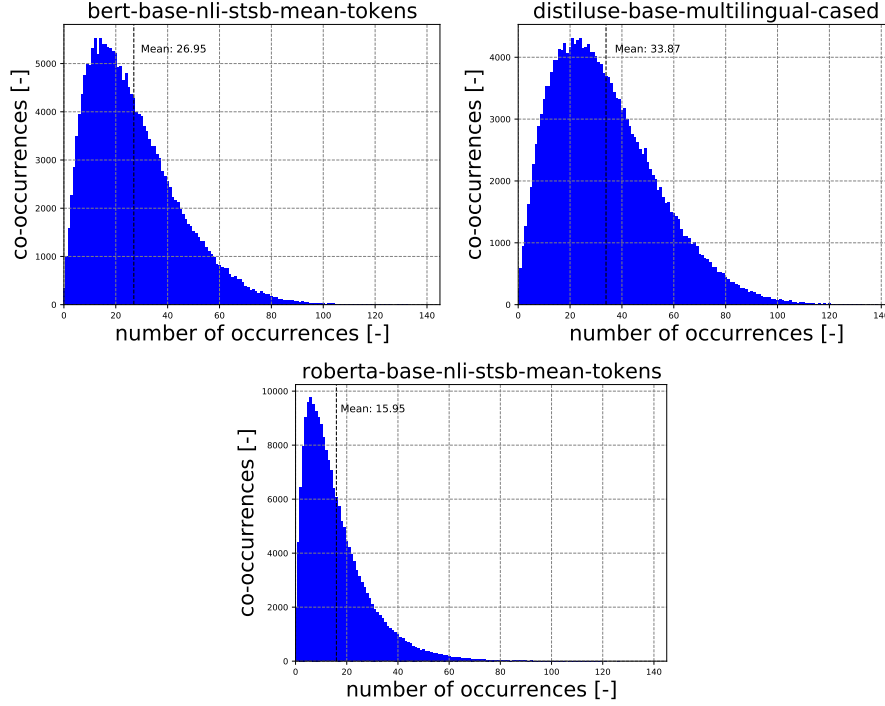 bert-base-nli-stsb-mean-tokens
Mean: 26.95
co-occurrences [-]
5000
4000
3000
2000
1000
0
0 20 40 60 80 100 120 140
number of occurrences [-]
distiluse-base-multilingual-cased
Mean: 33.87
co-occurrences [-]
4000
3000
2000
1000
0
0 20 40 60 80 100 120 140
number of occurrences [-]
roberta-base-nli-stsb-mean-tokens
Mean: 15.95
co-occurrences [-]
10000
8000
6000
4000
2000
0
0 20 40 60 80 100 120 140
number of occurrences [-]